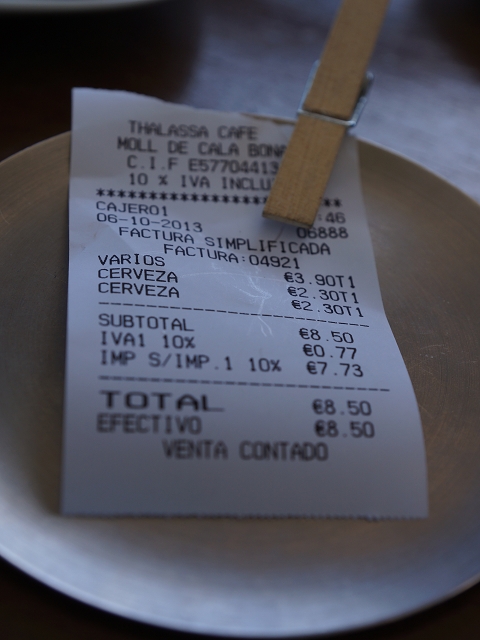 THALASSA CAFE
MOLL DE CALA
C.I.F E57704413
10 % IVA
************************
CAJERO1 :46
06-10-2013 06888
FACTURA SIMPLIFICADA
FACTURA:04921
VARIOS €3.90T1
CERVEZA €2.30T1
CERVEZA €2.30T1
--------------------------------
SUBTOTAL €8.50
IVA1 10% €0.77
IMP S/IMP.1 10% €7.73
--------------------------------
TOTAL €8.50
EFECTIVO €8.50
VENTA CONTADO